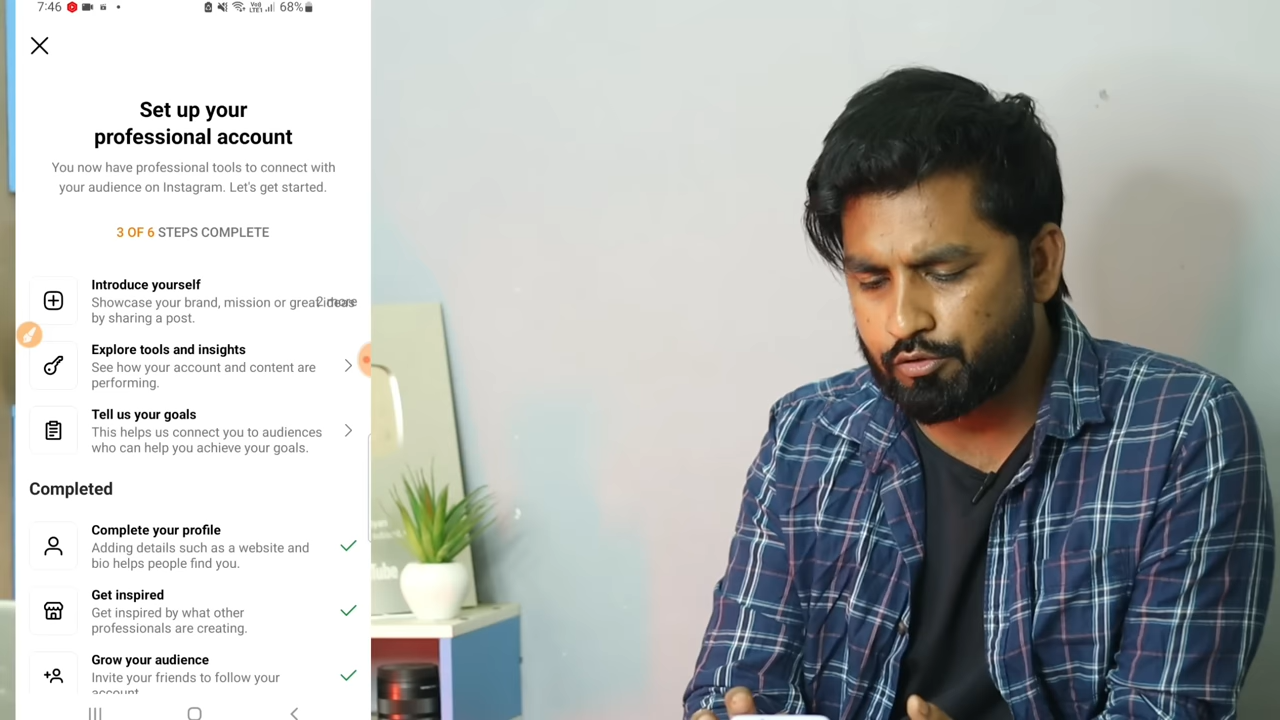 7:46 68%
Set up your
professional account
You now have professional tools to connect with
your audience on Instagram. Let's get started.
3 OF 6 STEPS COMPLETE
Introduce yourself
Showcase your brand, mission or great ideas
2 more
by sharing a post.
Explore tools and insights
See how your account and content are
performing.
Tell us your goals
This helps us connect you to audiences
who can help you achieve your goals.
Completed
Complete your profile
Adding details such as a website and
bio helps people find you.
Get inspired
Get inspired by what other
professionals are creating.
Grow your audience
Invite your friends to follow your
account.